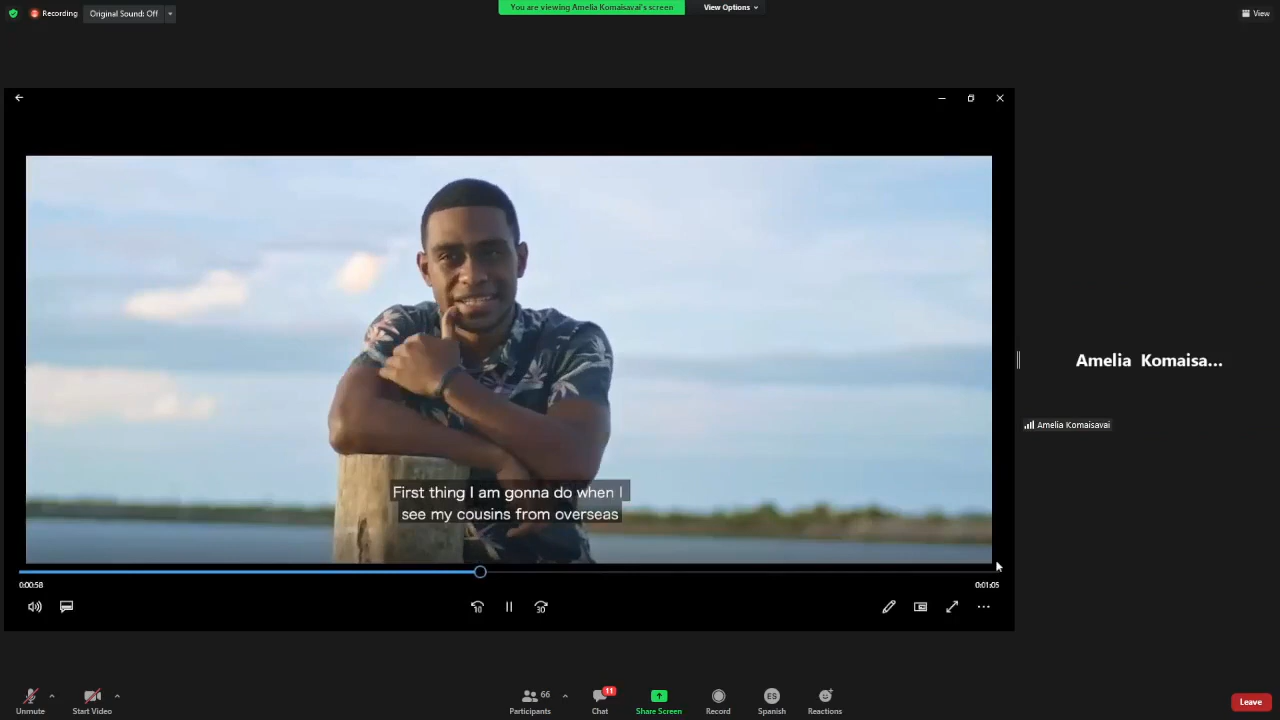 Recording
Original Sound: Off
You are viewing Amelia Komaisavai's screen
View Options
View
First thing I am gonna do when I
see my cousins from overseas
0:00:58
0:01:05
10
30
Amelia Komaisa...
Amelia Komaisavai
Unmute
Start Video
66
Participants
11
Chat
Share Screen
Record
ES
Spanish
Reactions
Leave